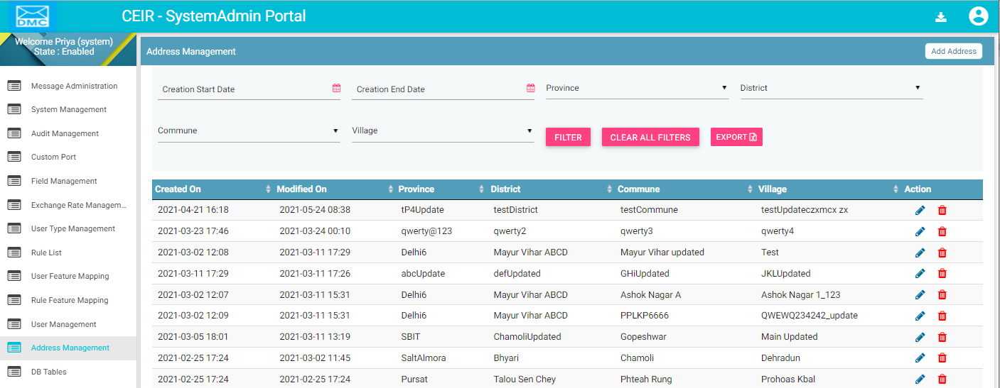 DMC
CEIR - SystemAdmin Portal
Welcome Priya (system)
State : Enabled
Message Administration
System Management
Audit Management
Custom Port
Field Management
Exchange Rate Managem...
User Type Management
Rule List
User Feature Mapping
Rule Feature Mapping
User Management
Address Management
DB Tables
Address Management
Add Address
Creation Start Date Creation End Date Province District
Commune Village FILTER CLEAR ALL FILTERS EXPORT
Created On Modified On Province District Commune Village Action
2021-04-21 16:18 2021-05-24 08:38 tP4Update testDistrict testCommune testUpdateczxmcx zx
2021-03-23 17:46 2021-03-24 00:10 qwerty@123 qwerty2 qwerty3 qwerty4
2021-03-02 12:08 2021-03-11 17:29 Delhi6 Mayur Vihar ABCD Mayur Vihar updated Test
2021-03-11 17:29 2021-03-11 17:26 abcUpdate defUpdated GHiUpdated JKLUpdated
2021-03-02 12:07 2021-03-11 15:31 Delhi6 Mayur Vihar ABCD Ashok Nagar A Ashok Nagar 1_123
2021-03-02 12:09 2021-03-11 15:31 Delhi6 Mayur Vihar ABCD PPLKP6666 QWEWQ234242_update
2021-03-05 18:01 2021-03-11 13:19 SBIT ChamoliUpdated Gopeshwar Main Updated
2021-02-25 17:24 2021-03-02 11:45 SaltAlmora Bhyari Chamoli Dehradun
2021-02-25 17:24 2021-02-25 17:24 Pursat Talou Sen Chey Phteah Rung Prohoas Kbal